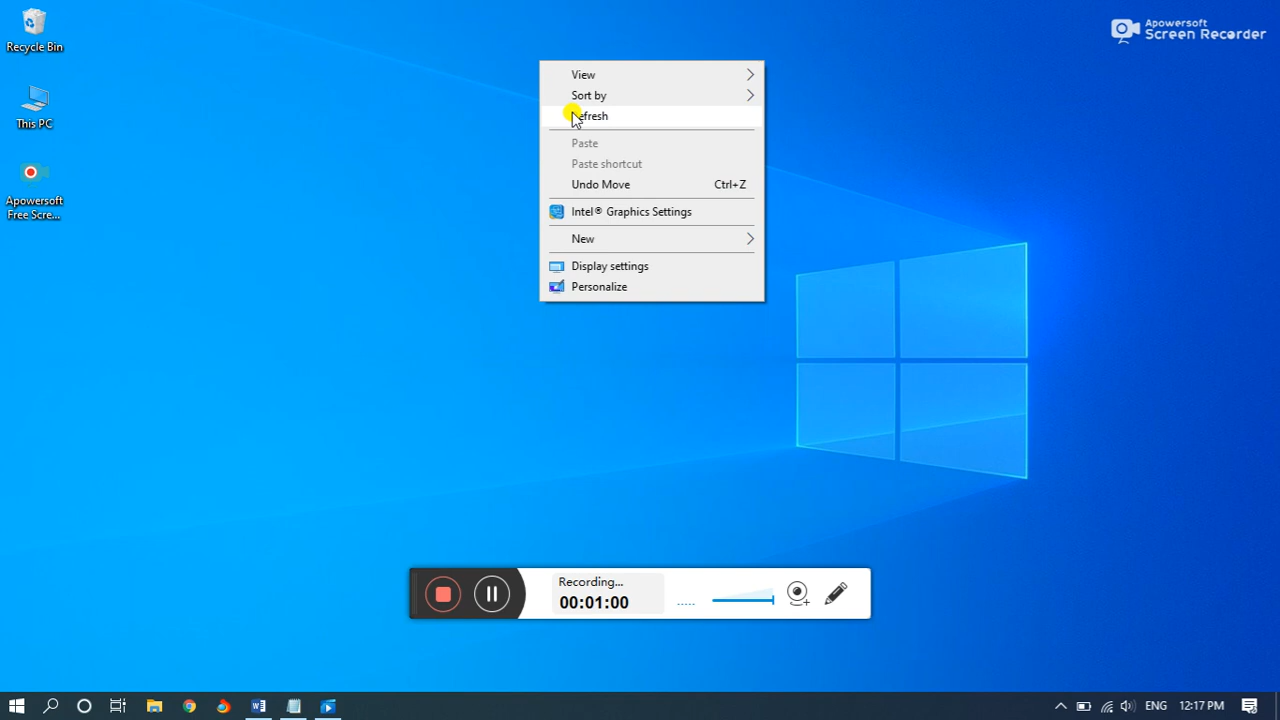 Recycle Bin
This PC
Apowersoft
Free Scre...
Apowersoft
Screen Recorder
View
Sort by
efresh
Paste
Paste shortcut
Undo Move Ctrl+Z
Intel® Graphics Settings
New
Display settings
Personalize
Recording...
00:01:00
ENG 12:17 PM